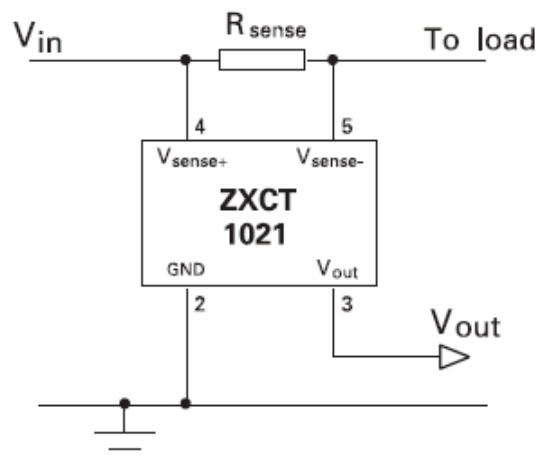 Vin
Rsense
To load
4
5
Vsense+
Vsense-
ZXCT
1021
GND
Vout
2
3
Vout